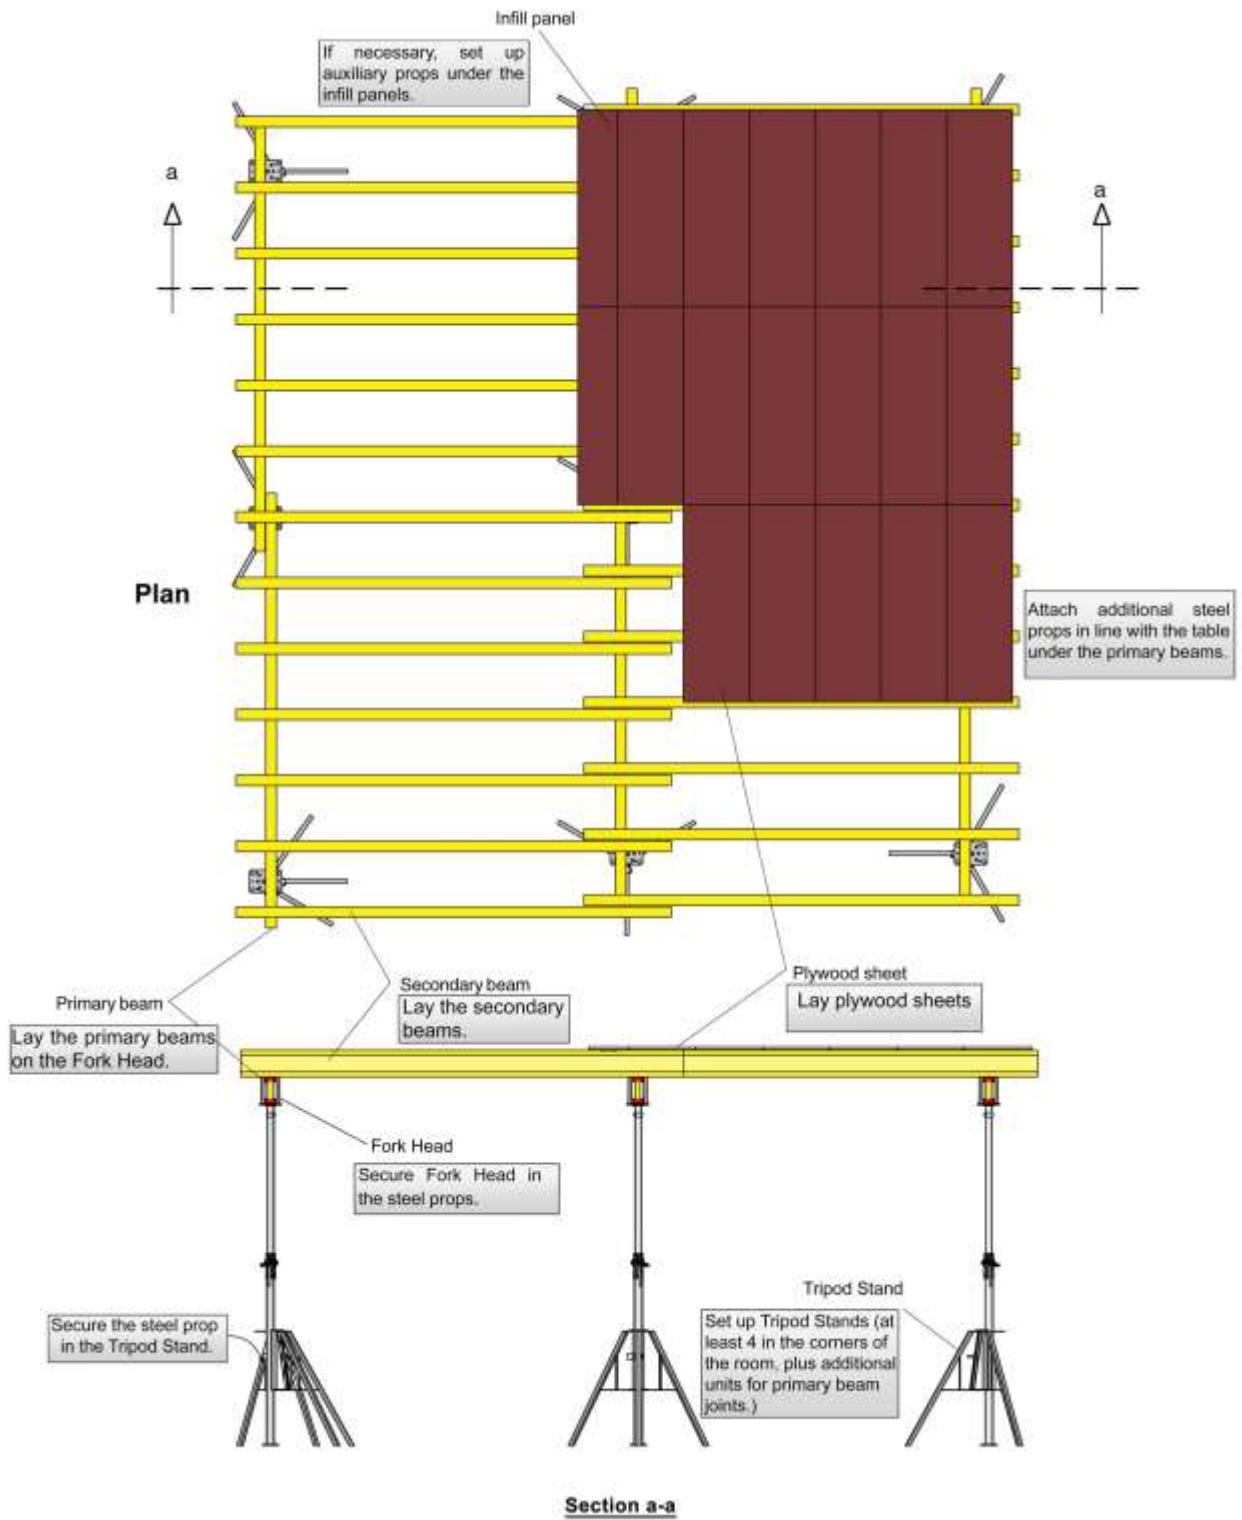 Infill panel
If necessary, set up
auxiliary props under the
infill panels.
a
a
Plan
Attach additional steel
props in line with the table
under the primary beams.
Plywood sheet
Lay plywood sheets
Secondary beam
Lay the secondary
beams.
Primary beam
Lay the primary beams
on the Fork Head.
Fork Head
Secure Fork Head in
the steel props.
Tripod Stand
Set up Tripod Stands (at
least 4 in the corners of
the room, plus additional
units for primary beam
joints.)
Secure the steel prop
in the Tripod Stand.
Section a-a